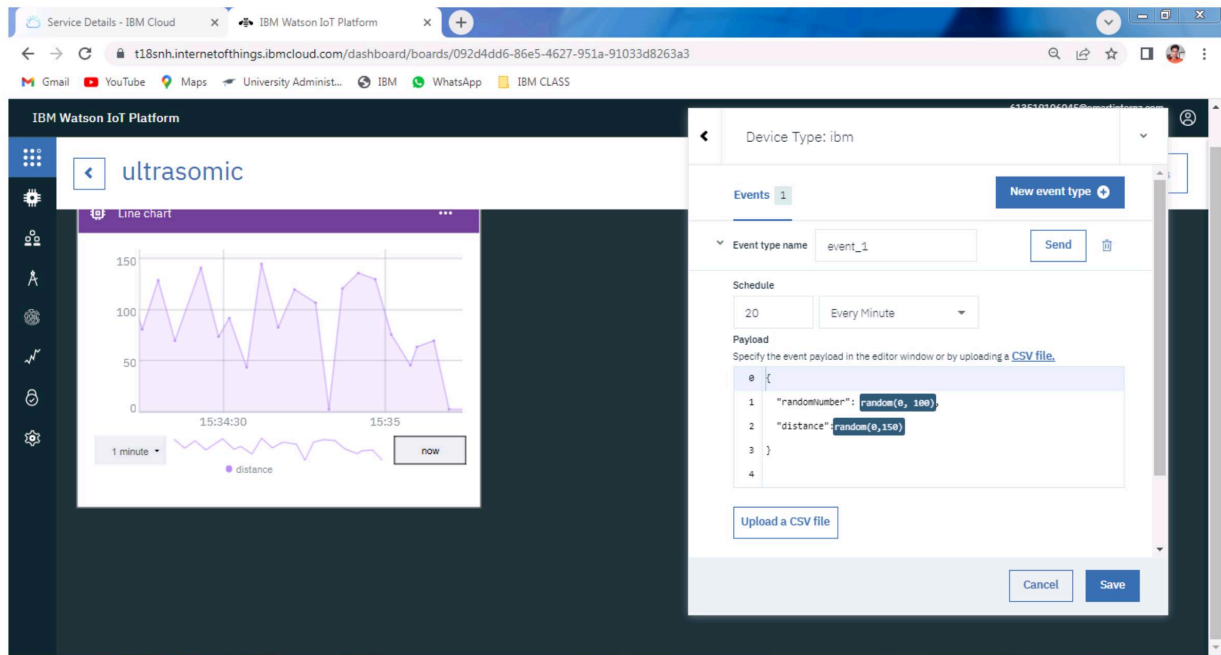 Service Details - IBM Cloud
IBM Watson IoT Platform
t18snh.internetofthings.ibmcloud.com/dashboard/boards/092d4dd6-86e5-4627-951a-91033d8263a3
Gmail YouTube Maps University Administ... IBM WhatsApp IBM CLASS
IBM Watson IoT Platform
ultrasomic
Line chart
150
100
50
0
15:34:30 15:35
1 minute
now
distance
Device Type: ibm
Events 1
New event type
Event type name event_1 Send
Schedule
20 Every Minute
Payload
Specify the event payload in the editor window or by uploading a CSV file.
0 {
1 "randomNumber": random(0, 100),
2 "distance":random(0,150)
3 }
4
Upload a CSV file
Cancel Save